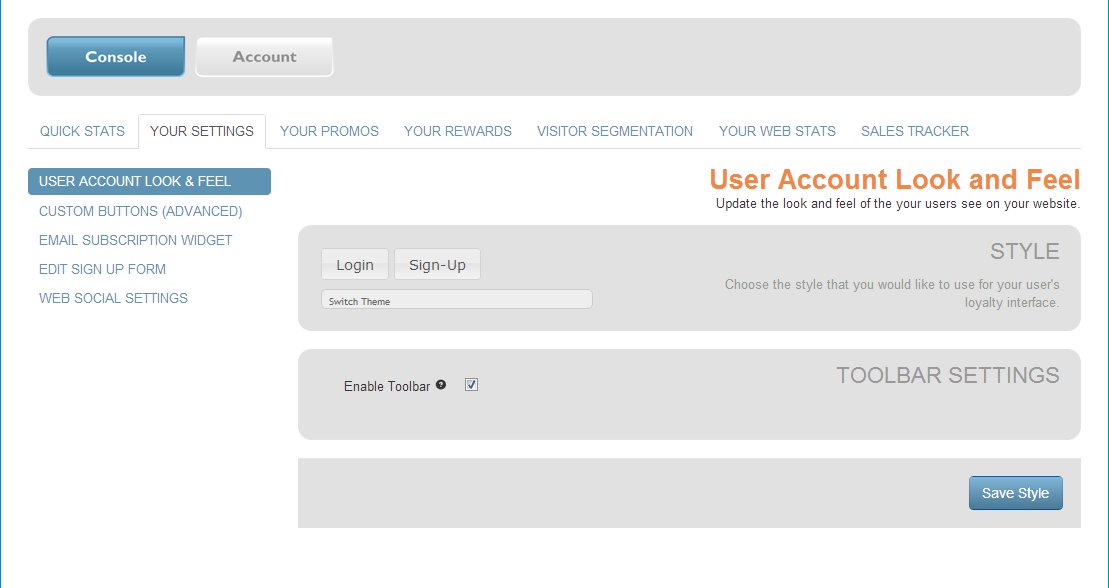 Console Account
QUICK STATS YOUR SETTINGS YOUR PROMOS YOUR REWARDS VISITOR SEGMENTATION YOUR WEB STATS SALES TRACKER
USER ACCOUNT LOOK & FEEL
CUSTOM BUTTONS (ADVANCED)
EMAIL SUBSCRIPTION WIDGET
EDIT SIGN UP FORM
WEB SOCIAL SETTINGS
User Account Look and Feel
Update the look and feel of the your users see on your website.
Login Sign-Up
Switch Theme
STYLE
Choose the style that you would like to use for your user's
loyalty interface.
Enable Toolbar ?
TOOLBAR SETTINGS
Save Style